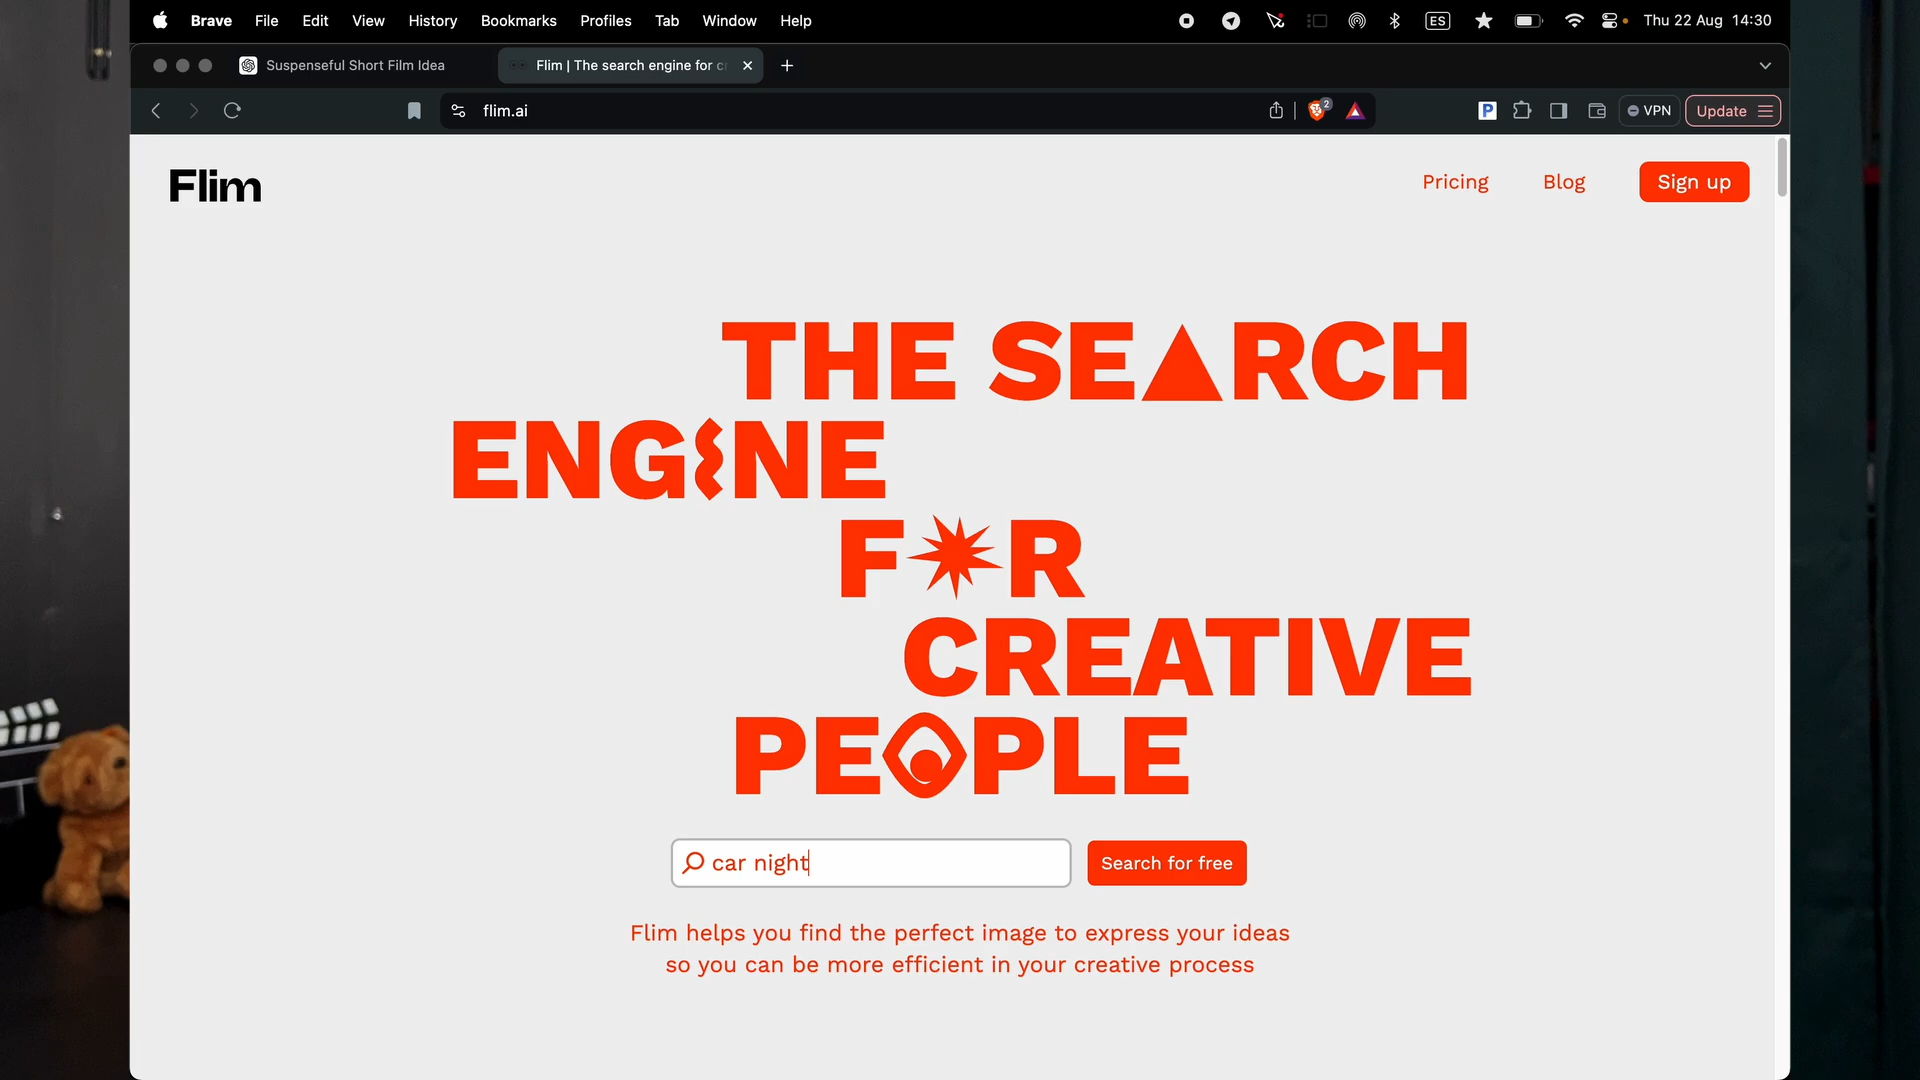 Brave File Edit View History Bookmarks Profiles Tab Window Help ES Thu 22 Aug 14:30
Suspenseful Short Film Idea Flim | The search engine for c
flim.ai 2 P VPN Update
Flim Pricing Blog Sign up
THE SEARCH
ENGINE
FOR
CREATIVE
PEOPLE
car night Search for free
Flim helps you find the perfect image to express your ideas
so you can be more efficient in your creative process